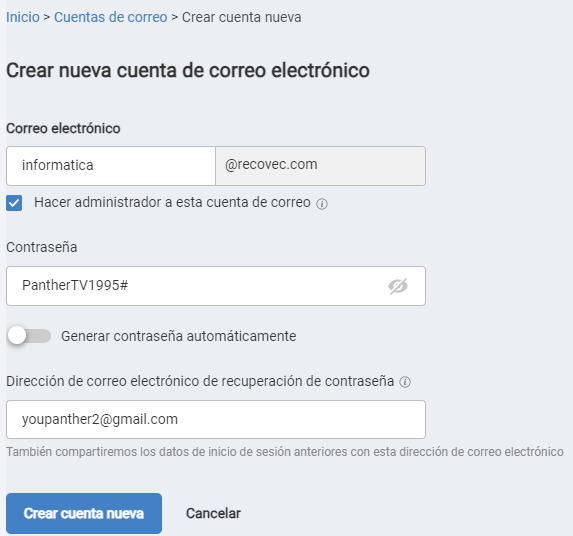 Inicio > Cuentas de correo > Crear cuenta nueva
Crear nueva cuenta de correo electrónico
Correo electrónico
informatica @recovec.com
Hacer administrador a esta cuenta de correo
Contraseña
PantherTV1995#
Generar contraseña automáticamente
Dirección de correo electrónico de recuperación de contraseña
youpanther2@gmail.com
También compartiremos los datos de inicio de sesión anteriores con esta dirección de correo electrónico
Crear cuenta nueva Cancelar